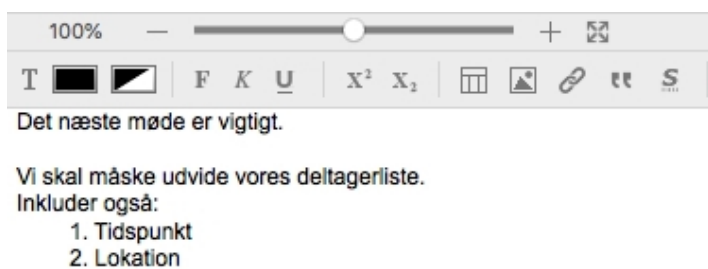 100%
T F K U X² X₂ S
Det næste møde er vigtigt.
Vi skal måske udvide vores deltagerliste.
Inkluder også:
1. Tidspunkt
2. Lokation